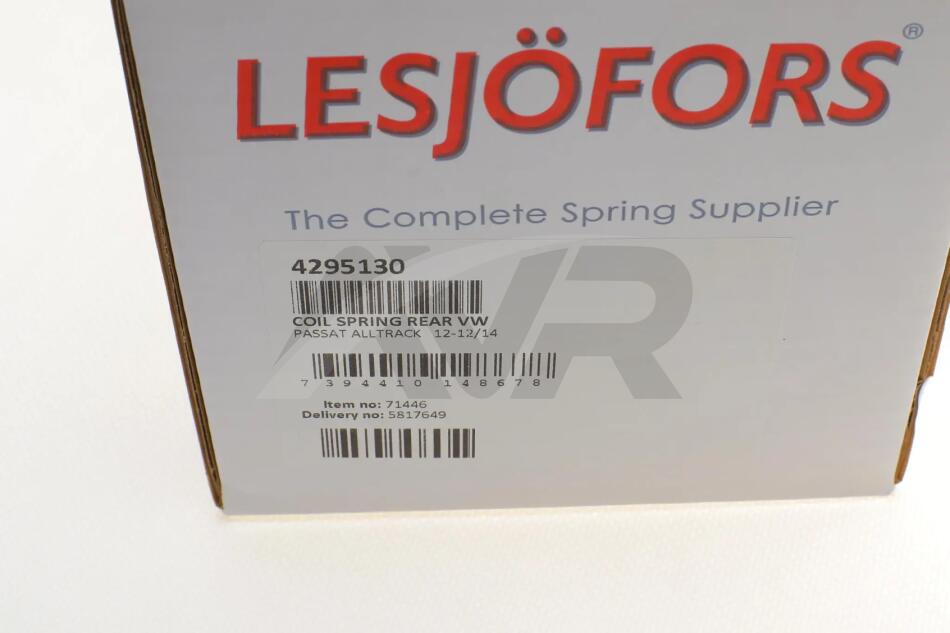 LESJÖFORS®
The Complete Spring Supplier
4295130
COIL SPRING REAR VW
PASSAT ALLTRACK 12-12/14
7 394410 148678
Item no: 71446
Delivery no: 5817649
AVR